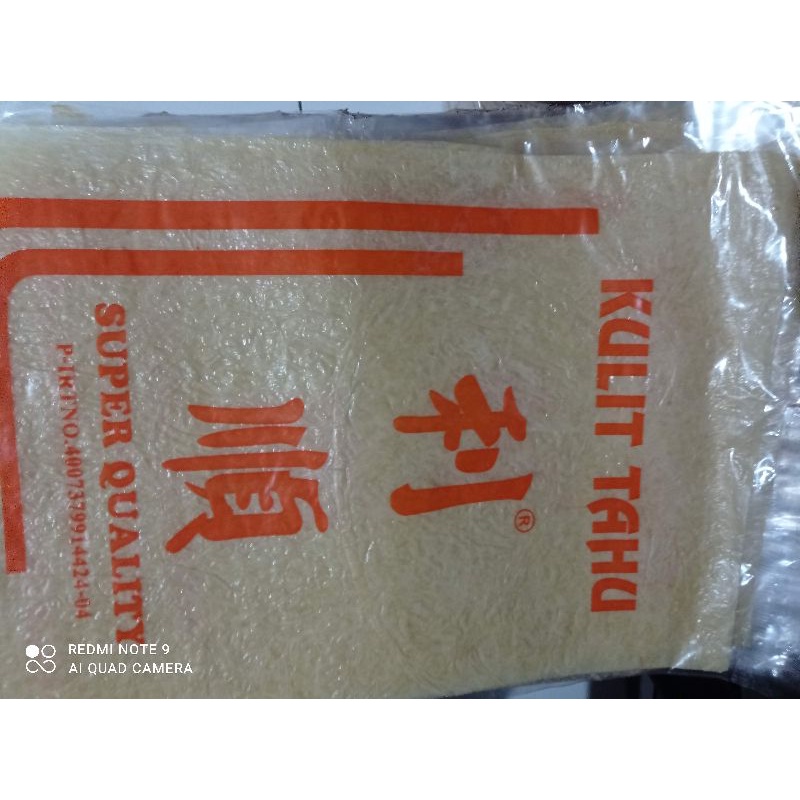 KULIT TAHU
利®
順
SUPER QUALITY
P-IRT NO.4007379914424-04
REDMI NOTE 9
AI QUAD CAMERA